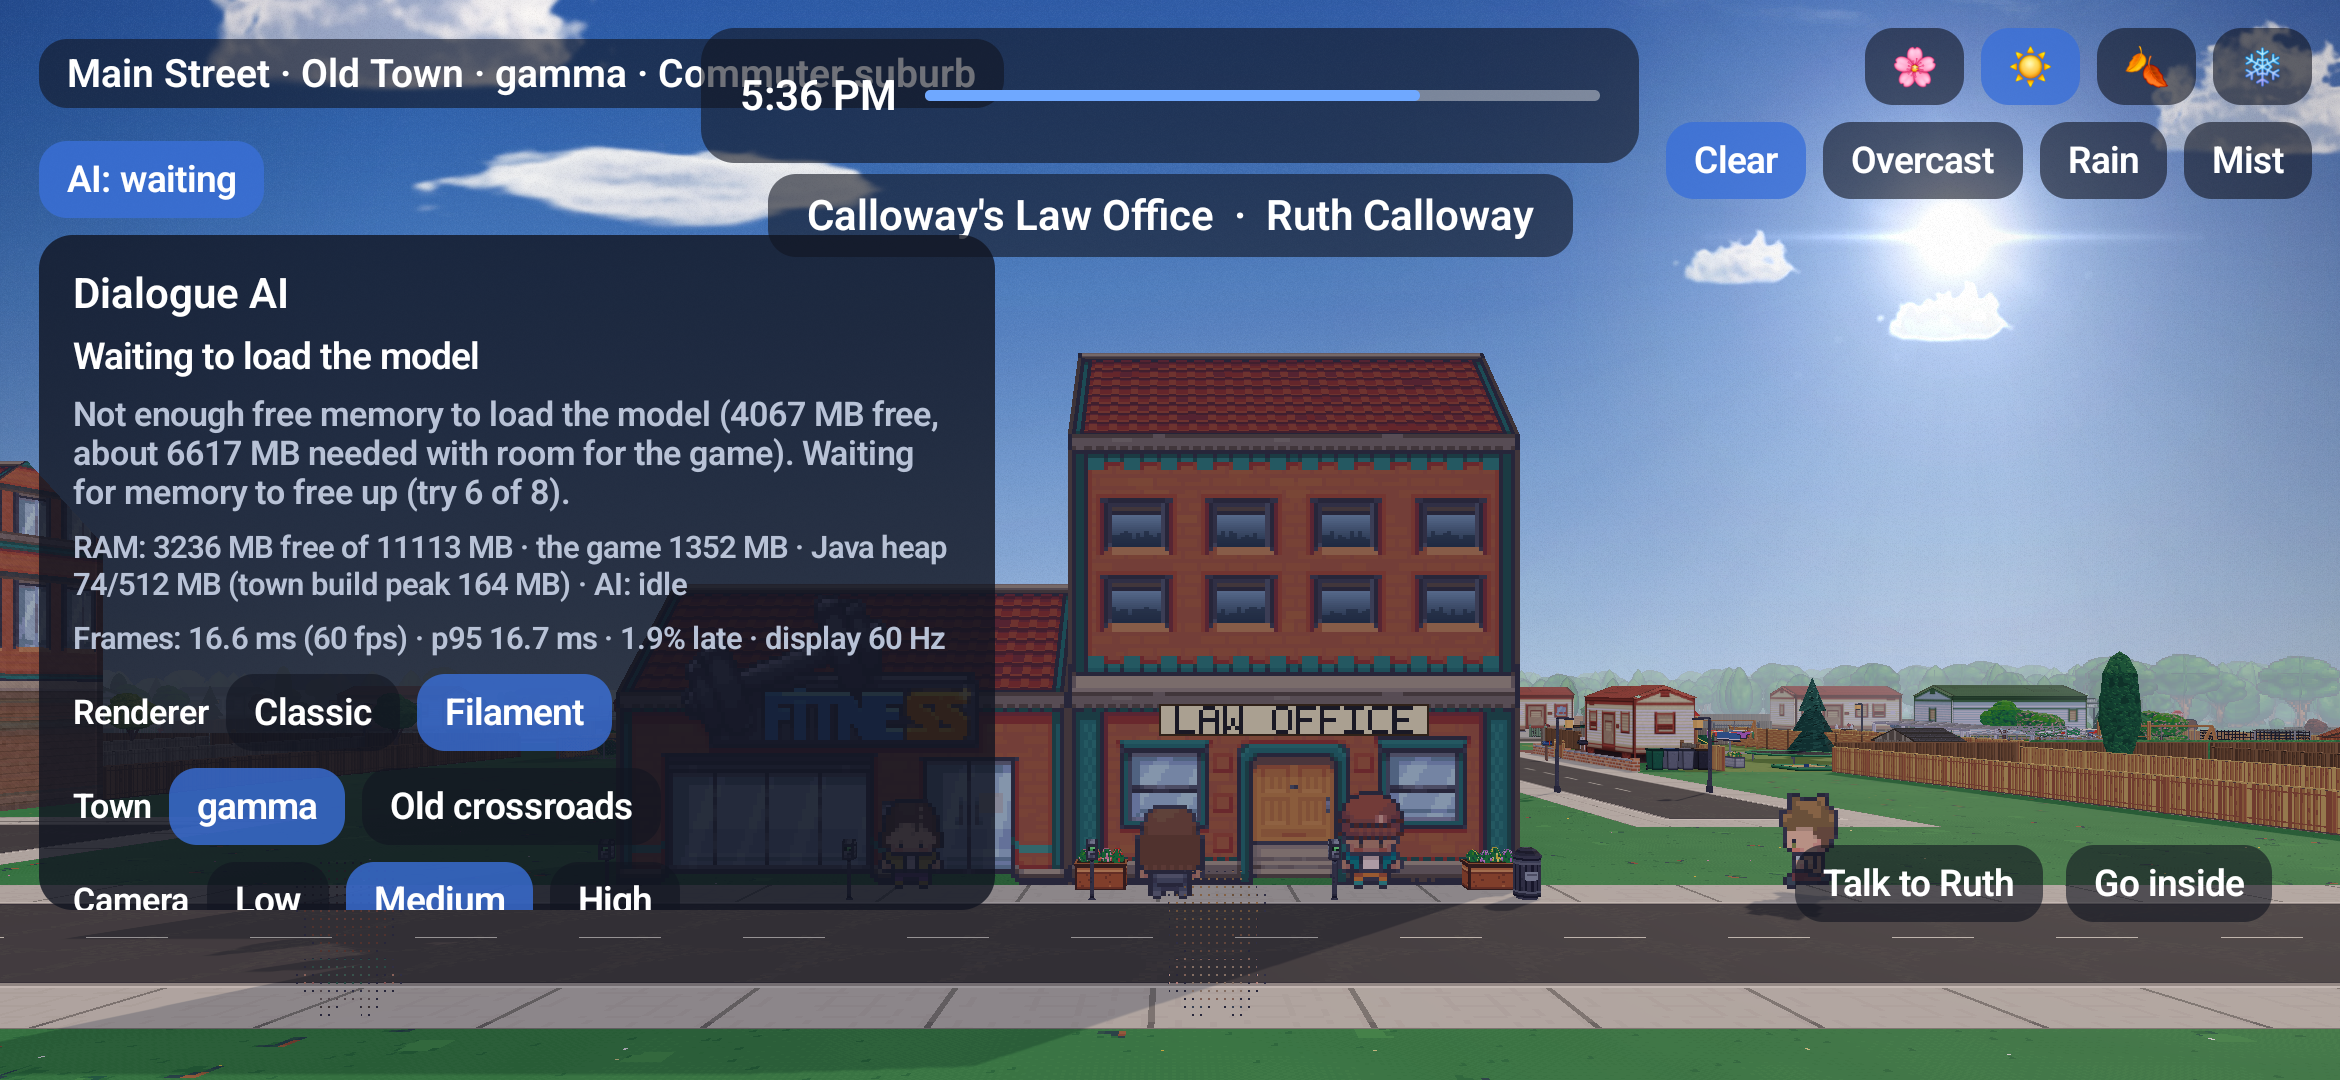 Main Street · Old Town · gamma · Commuter suburb
5:36 PM
Clear Overcast Rain Mist
AI: waiting
Calloway's Law Office · Ruth Calloway
Dialogue AI
Waiting to load the model
Not enough free memory to load the model (4067 MB free,
about 6617 MB needed with room for the game). Waiting
for memory to free up (try 6 of 8).
RAM: 3236 MB free of 11113 MB · the game 1352 MB · Java heap
74/512 MB (town build peak 164 MB) · AI: idle
Frames: 16.6 ms (60 fps) · p95 16.7 ms · 1.9% late · display 60 Hz
Renderer Classic Filament
FITNESS
LAW OFFICE
Town gamma Old crossroads
Camera Low Medium High
Talk to Ruth Go inside